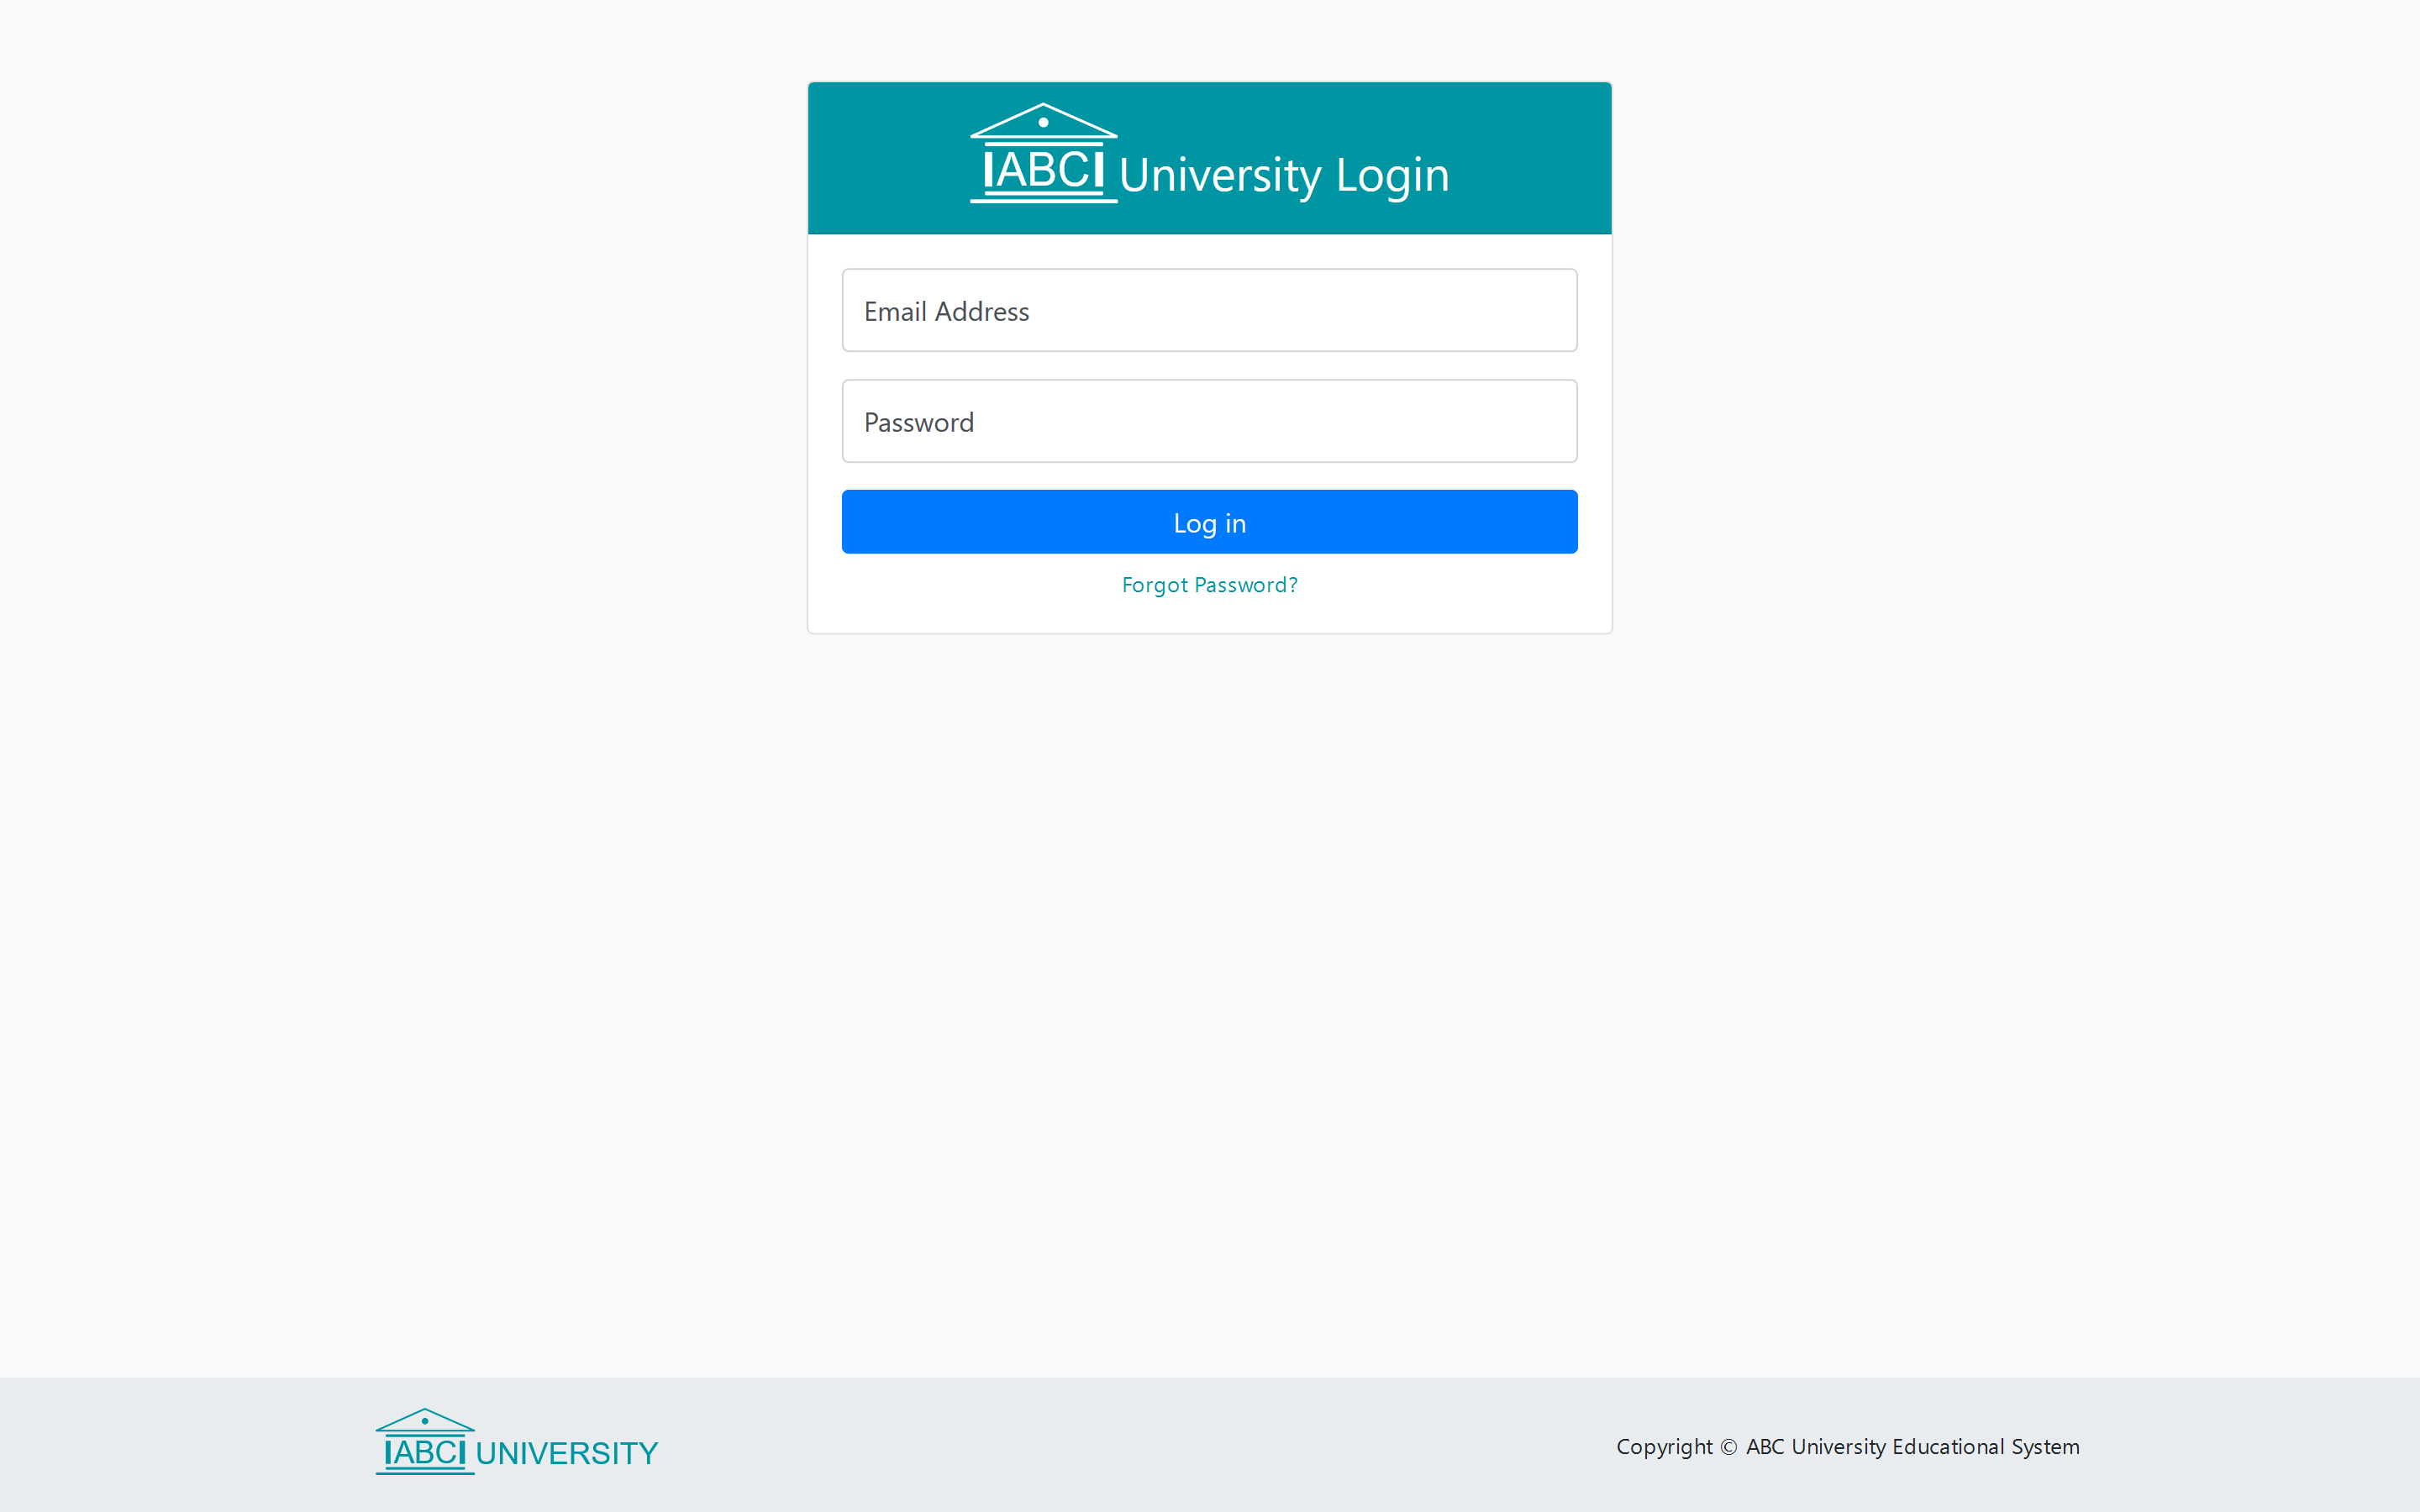 ABC University Login
Email Address
Password
Log in
Forgot Password?
ABC UNIVERSITY
Copyright © ABC University Educational System